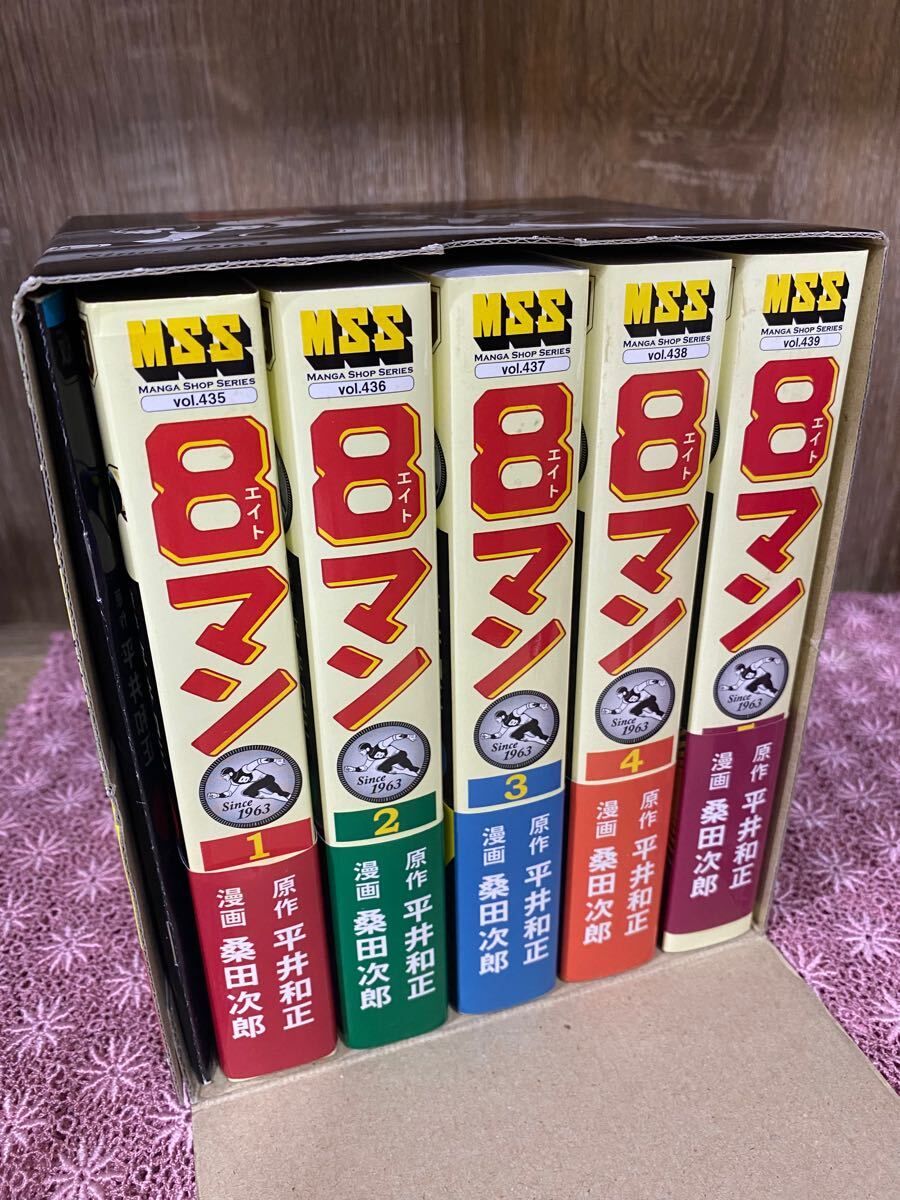 Since 1963
MSS
MANGA SHOP SERIES
vol.435
8マン
エイト
Since
1963
1
原作 平井和正
漫画 桑田次郎
MSS
MANGA SHOP SERIES
vol.436
8マン
エイト
Since
1963
2
原作 平井和正
漫画 桑田次郎
MSS
MANGA SHOP SERIES
vol.437
8マン
エイト
Since
1963
3
原作 平井和正
漫画 桑田次郎
MSS
MANGA SHOP SERIES
vol.438
8マン
エイト
Since
1963
4
原作 平井和正
漫画 桑田次郎
MSS
MANGA SHOP SERIES
vol.439
8マン
エイト
Since
1963
原作 平井和正
漫画 桑田次郎